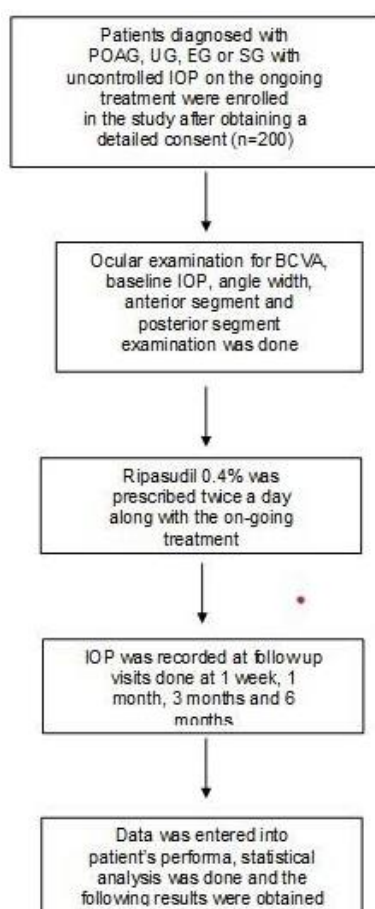 Patients diagnosed with
POAG, UG, EG or SG with
uncontrolled IOP on the ongoing
treatment were enrolled
in the study after obtaining a
detailed consent (n=200)
Ocular examination for BCVA,
baseline IOP, angle width,
anterior segment and
posterior segment
examination was done
Ripasudil 0.4% was
prescribed twice a day
along with the on-going
treatment
IOP was recorded at follow up
visits done at 1 week, 1
month, 3 months and 6
months
Data was entered into
patient's performa, statistical
analysis was done and the
following results were obtained